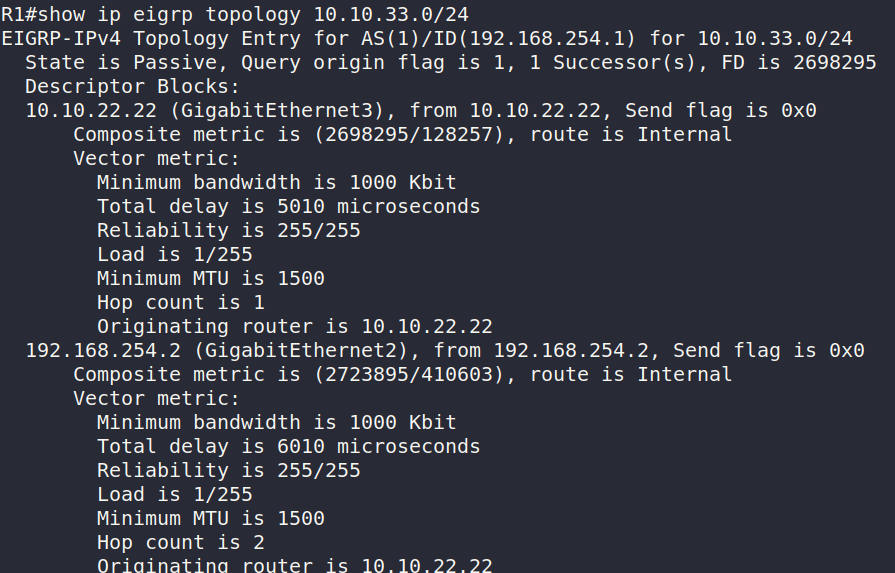 R1#show ip eigrp topology 10.10.33.0/24
EIGRP-IPv4 Topology Entry for AS(1)/ID(192.168.254.1) for 10.10.33.0/24
State is Passive, Query origin flag is 1, 1 Successor(s), FD is 2698295
Descriptor Blocks:
10.10.22.22 (GigabitEthernet3), from 10.10.22.22, Send flag is 0x0
Composite metric is (2698295/128257), route is Internal
Vector metric:
Minimum bandwidth is 1000 Kbit
Total delay is 5010 microseconds
Reliability is 255/255
Load is 1/255
Minimum MTU is 1500
Hop count is 1
Originating router is 10.10.22.22
192.168.254.2 (GigabitEthernet2), from 192.168.254.2, Send flag is 0x0
Composite metric is (2723895/410603), route is Internal
Vector metric:
Minimum bandwidth is 1000 Kbit
Total delay is 6010 microseconds
Reliability is 255/255
Load is 1/255
Minimum MTU is 1500
Hop count is 2
Originating router is 10.10.22.22